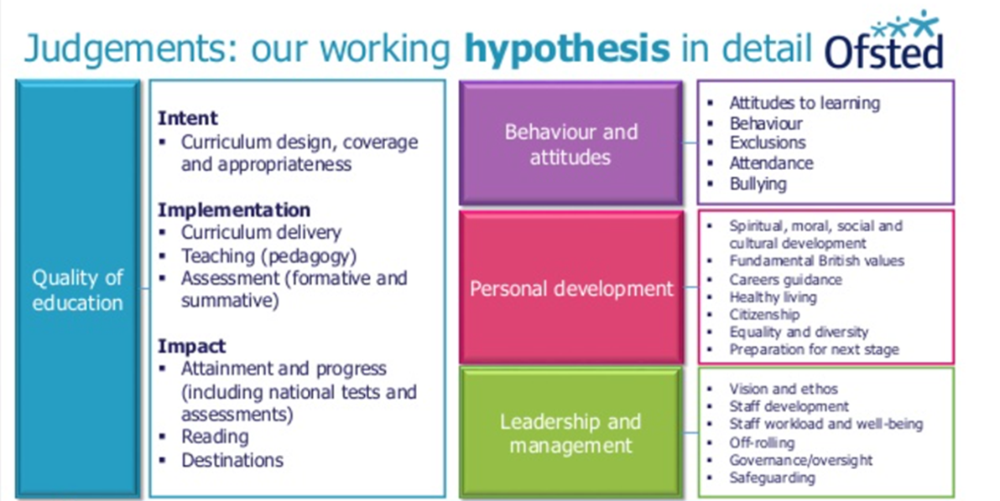 Judgements: our working hypothesis in detail
Ofsted
Quality of
education
Intent
▪ Curriculum design, coverage
and appropriateness
Implementation
▪ Curriculum delivery
▪ Teaching (pedagogy)
▪ Assessment (formative and
summative)
Impact
▪ Attainment and progress
(including national tests and
assessments)
▪ Reading
▪ Destinations
Behaviour and
attitudes
▪ Attitudes to learning
▪ Behaviour
▪ Exclusions
▪ Attendance
▪ Bullying
Personal development
▪ Spiritual, moral, social and
cultural development
▪ Fundamental British values
▪ Careers guidance
▪ Healthy living
▪ Citizenship
▪ Equality and diversity
▪ Preparation for next stage
Leadership and
management
▪ Vision and ethos
▪ Staff development
▪ Staff workload and well-being
▪ Off-rolling
▪ Governance/oversight
▪ Safeguarding